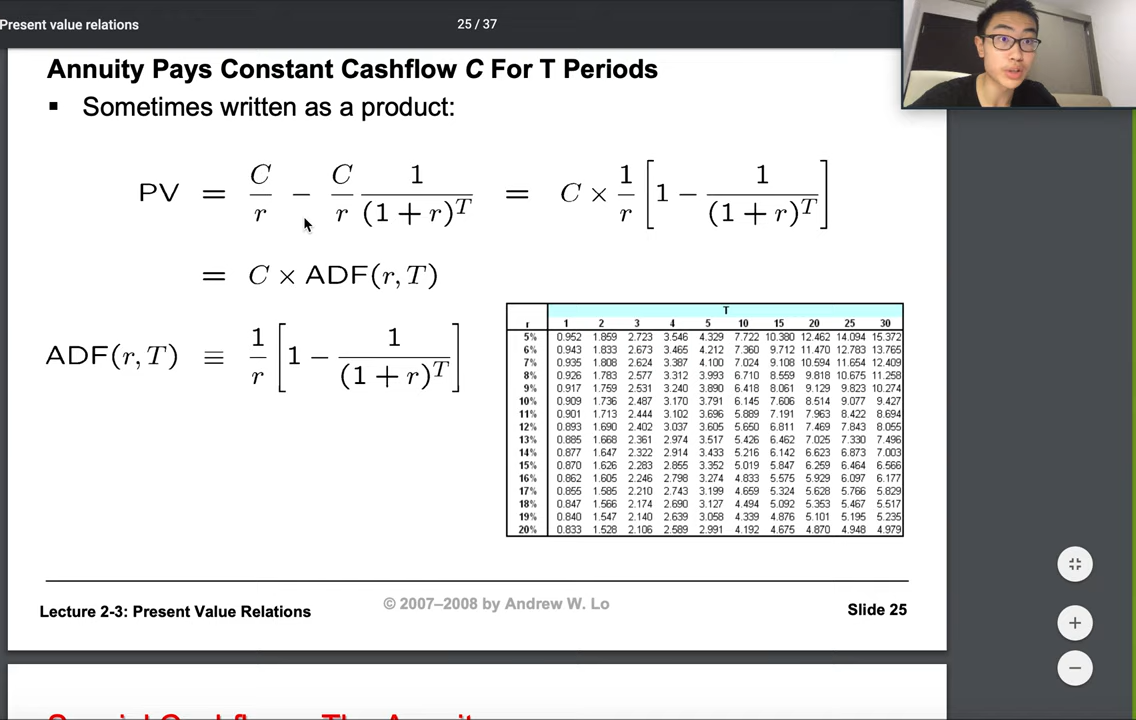 Present value relations
25 / 37
Annuity Pays Constant Cashflow C For T Periods
▪ Sometimes written as a product:
PV = C/r − C/r 1/(1 + r)^T = C × 1/r [1 − 1/(1 + r)^T]
= C × ADF(r, T)
ADF(r, T) ≡ 1/r [1 − 1/(1 + r)^T]
T
r 1 2 3 4 5 10 15 20 25 30
5% 0.952 1.859 2.723 3.546 4.329 7.722 10.380 12.462 14.094 15.372
6% 0.943 1.833 2.673 3.465 4.212 7.360 9.712 11.470 12.783 13.765
7% 0.935 1.808 2.624 3.387 4.100 7.024 9.108 10.594 11.654 12.409
8% 0.926 1.783 2.577 3.312 3.993 6.710 8.559 9.818 10.675 11.258
9% 0.917 1.759 2.531 3.240 3.890 6.418 8.061 9.129 9.823 10.274
10% 0.909 1.736 2.487 3.170 3.791 6.145 7.606 8.514 9.077 9.427
11% 0.901 1.713 2.444 3.102 3.696 5.889 7.191 7.963 8.422 8.694
12% 0.893 1.690 2.402 3.037 3.605 5.650 6.811 7.469 7.843 8.055
13% 0.885 1.668 2.361 2.974 3.517 5.426 6.462 7.025 7.330 7.496
14% 0.877 1.647 2.322 2.914 3.433 5.216 6.142 6.623 6.873 7.003
15% 0.870 1.626 2.283 2.855 3.352 5.019 5.847 6.259 6.464 6.566
16% 0.862 1.605 2.246 2.798 3.274 4.833 5.575 5.929 6.097 6.177
17% 0.855 1.585 2.210 2.743 3.199 4.659 5.324 5.628 5.766 5.829
18% 0.847 1.566 2.174 2.690 3.127 4.494 5.092 5.353 5.467 5.517
19% 0.840 1.547 2.140 2.639 3.058 4.339 4.876 5.101 5.195 5.235
20% 0.833 1.528 2.106 2.589 2.991 4.192 4.675 4.870 4.948 4.979
Lecture 2-3: Present Value Relations
© 2007–2008 by Andrew W. Lo
Slide 25